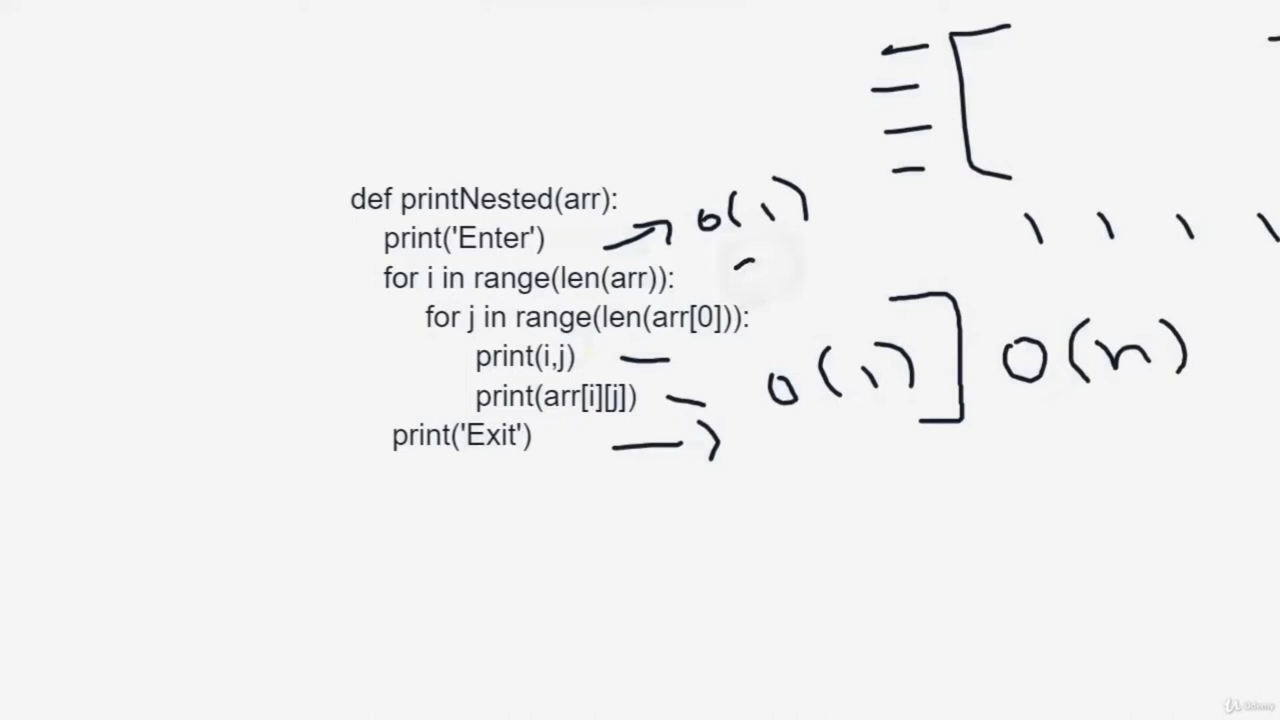 def printNested(arr):
print('Enter') O(1)
for i in range(len(arr)):
for j in range(len(arr[0])):
print(i,j)
print(arr[i][j]) O(1) O(n)
print('Exit')
Udemy